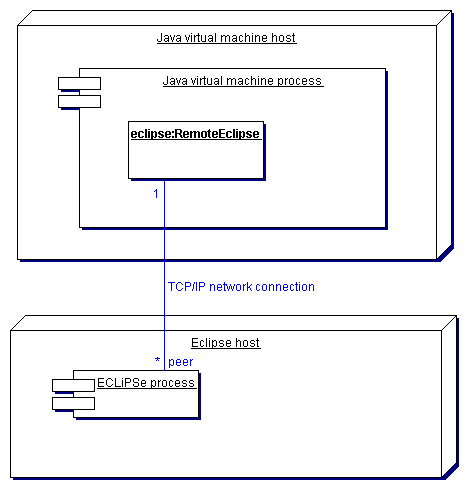 Java virtual machine host
Java virtual machine process
eclipse:RemoteEclipse
1
TCP/IP network connection
Eclipse host
* peer
ECLiPSe process